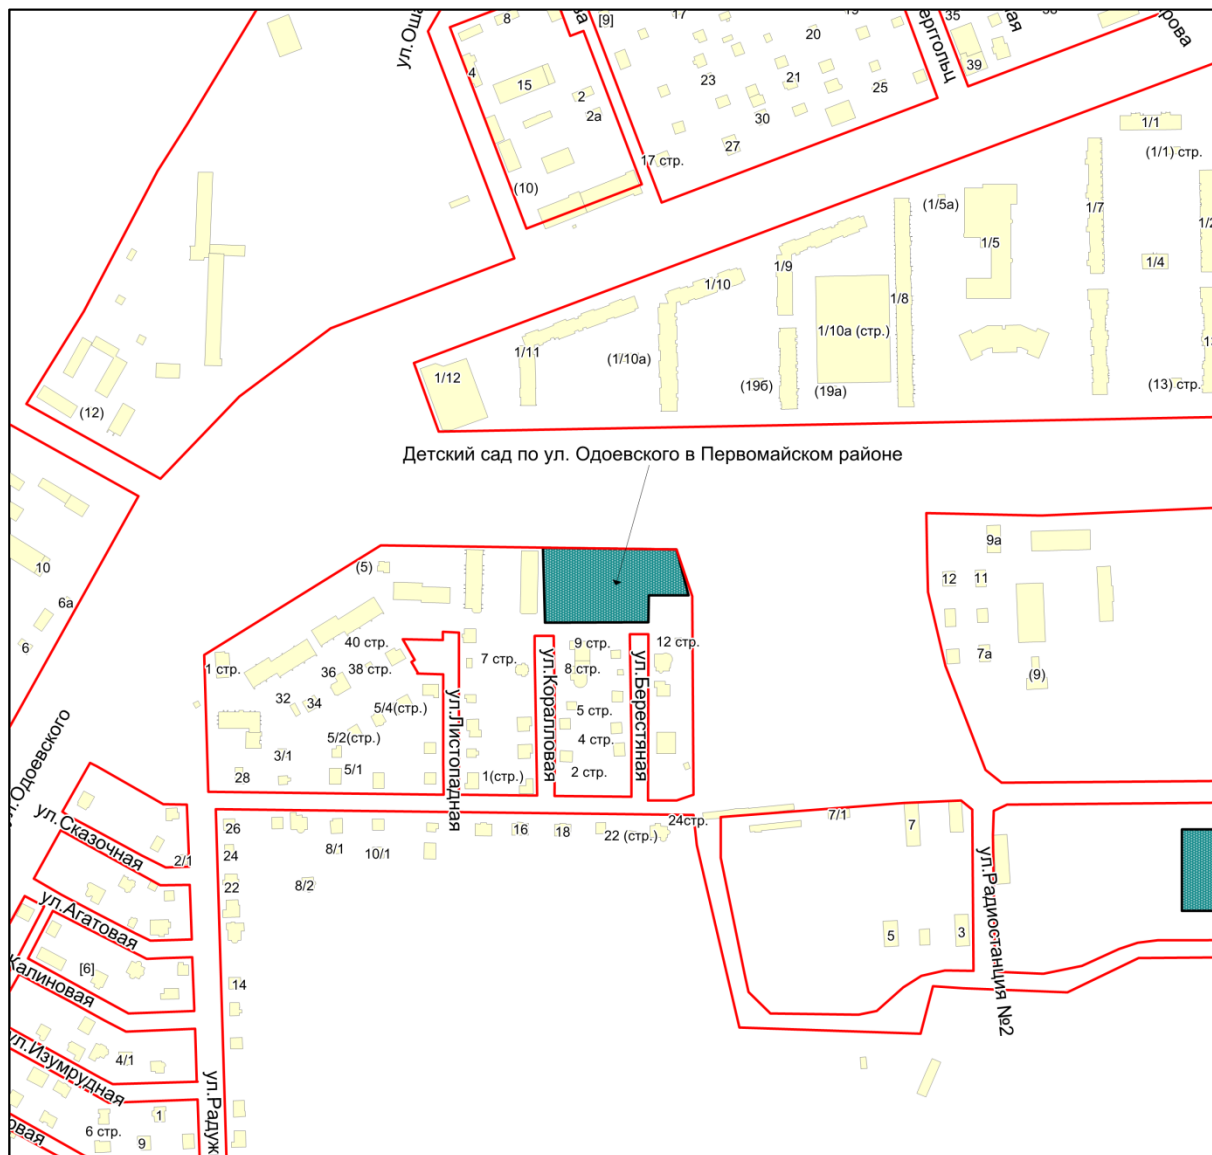 8
[9]
17
35
ул.Оша
4
15
2
2а
20
23
21
25
30
39
27
17 стр.
(10)
1/1
(1/1) стр.
(1/5а)
1/7
1/5
1/4
1/9
1/10
1/8
1/10а (стр.)
1/11
(1/10а)
1/12
(19б)
(19а)
(13) стр.
(12)
Детский сад по ул. Одоевского в Первомайском районе
9а
10
(5)
12
11
6а
6
40 стр.
9 стр.
12 стр.
1 стр.
7 стр.
38 стр.
8 стр.
7а
36
(9)
32
34
5/4(стр.)
5 стр.
ул.Листопадная
ул.Коралловая
ул.Берестяная
5/2(стр.)
4 стр.
3/1
28
5/1
1(стр.)
2 стр.
ул.Одоевского
ул.Сказочная
26
16
18
22 (стр.)
24стр.
7/1
7
24
8/1
10/1
2/1
22
8/2
ул.Агатовая
5
3
ул.Радиостанция №2
[6]
14
Калиновая
4/1
ул.Изумрудная
ул.Радуж
1
6 стр.
9
овая